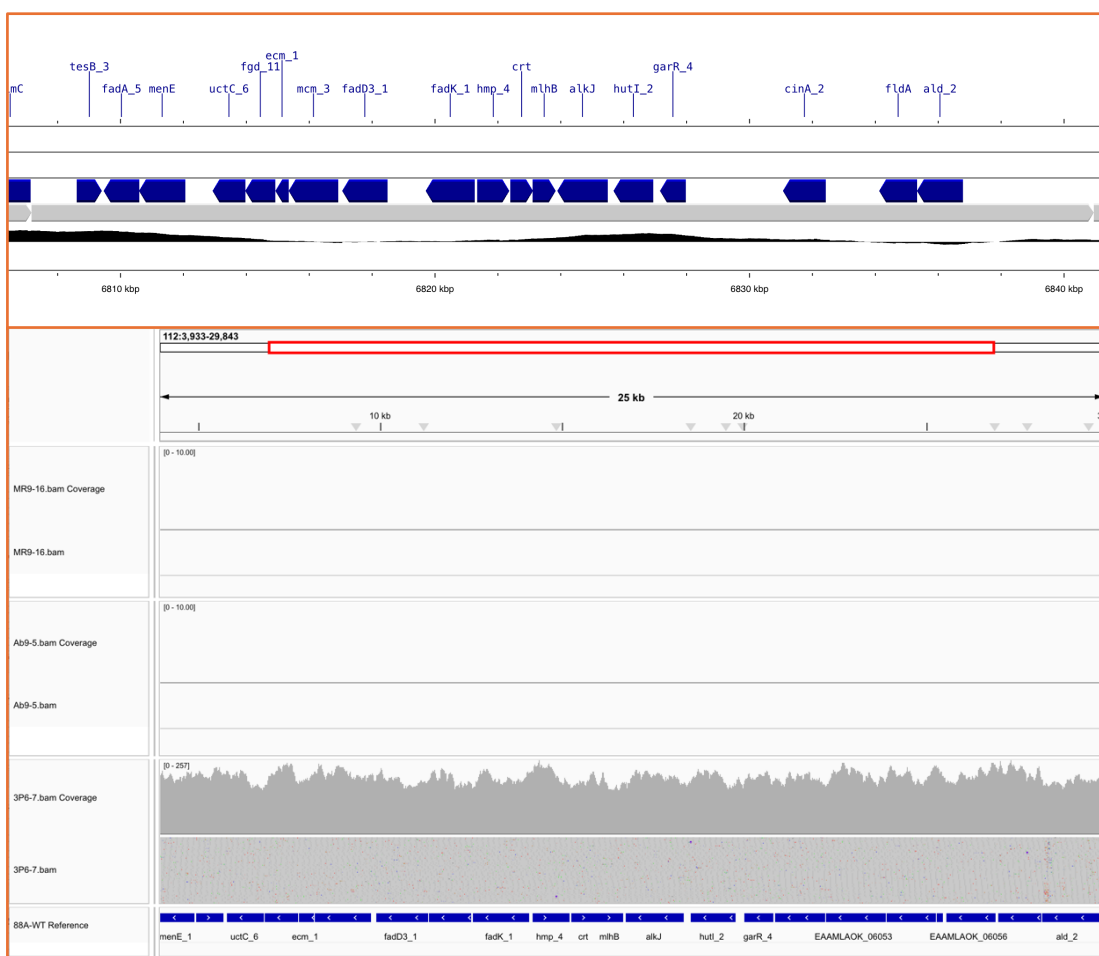 ecm_1
tesB_3 fgd_11 crt garR_4
mC fadA_5 menE uctC_6 mcm_3 fadD3_1 fadK_1 hmp_4 mlhB alkJ hutI_2 cinA_2 fldA ald_2
6810 kbp 6820 kbp 6830 kbp 6840 kbp
112:3,933-29,843
25 kb
10 kb 20 kb
[0 - 10.00]
MR9-16.bam Coverage
MR9-16.bam
[0 - 10.00]
Ab9-5.bam Coverage
Ab9-5.bam
[0 - 257]
3P6-7.bam Coverage
3P6-7.bam
88A-WT Reference
menE_1 uctC_6 ecm_1 fadD3_1 fadK_1 hmp_4 crt mlhB alkJ hutI_2 garR_4 EAAMLAOK_06053 EAAMLAOK_06056 ald_2